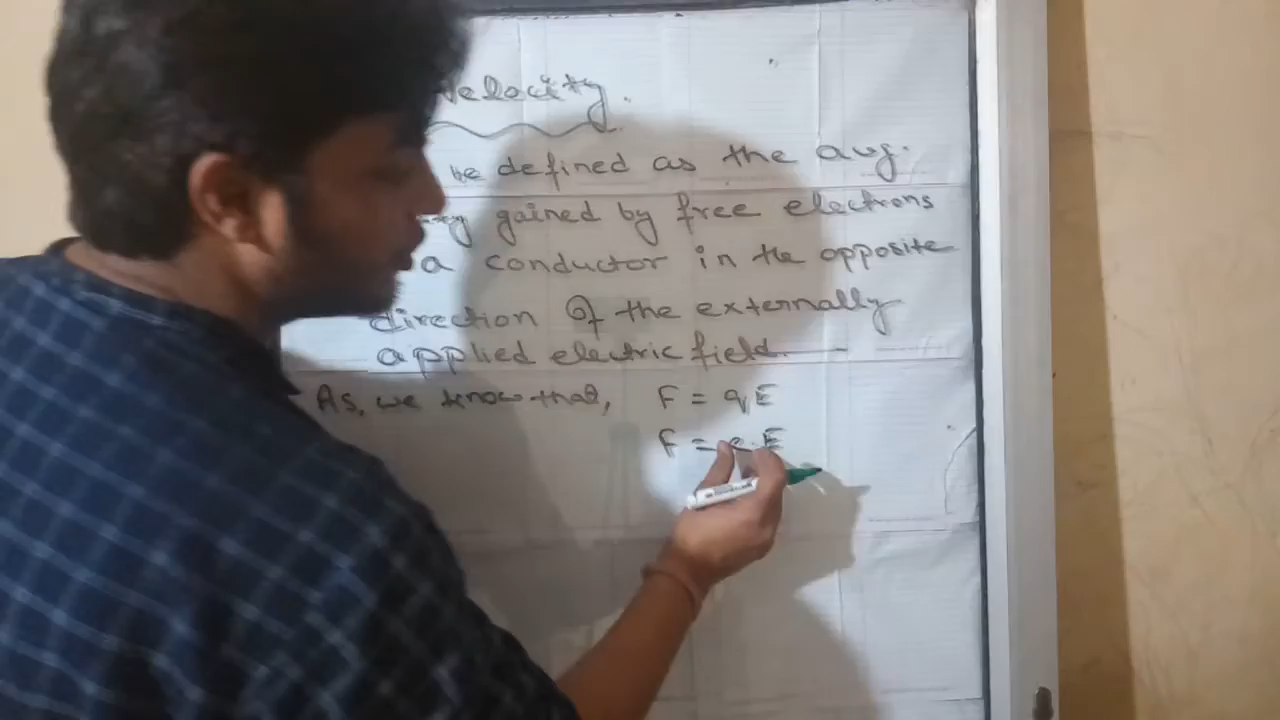 Velocity.
be defined as the avg.
gained by free electrons
a conductor in the opposite
direction of the externally
applied electric field.
As, we know that, F = qE
F = e.E